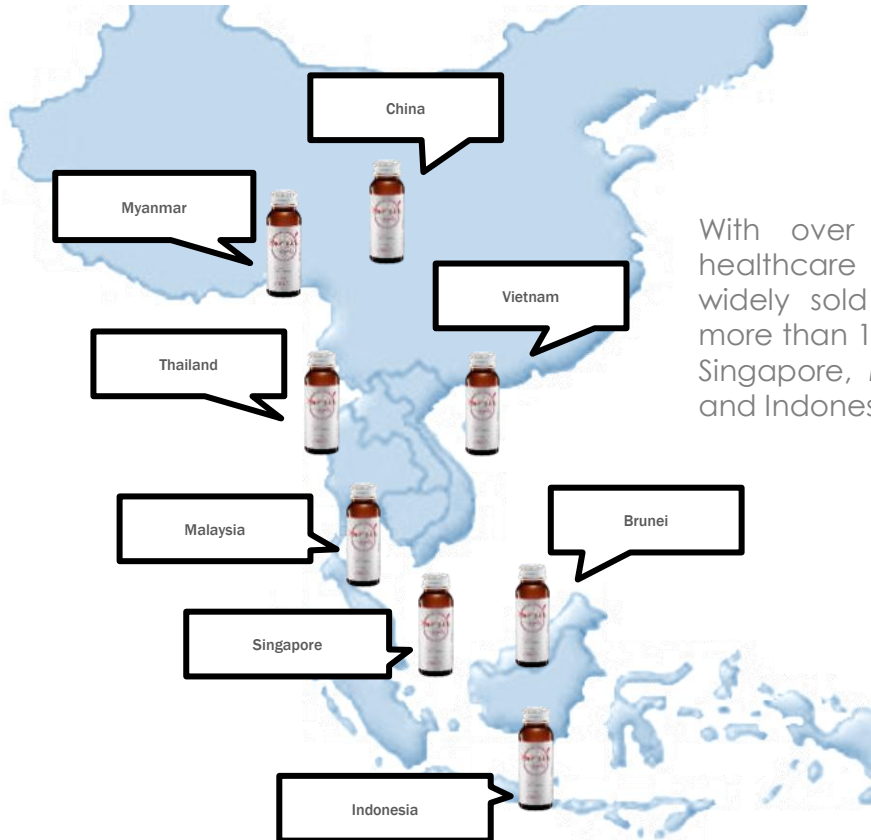 China
Myanmar
With over
healthcare
Vietnam
widely sold
more than 1
Thailand
Singapore,
and Indones
Malaysia
Brunei
Singapore
Indonesia